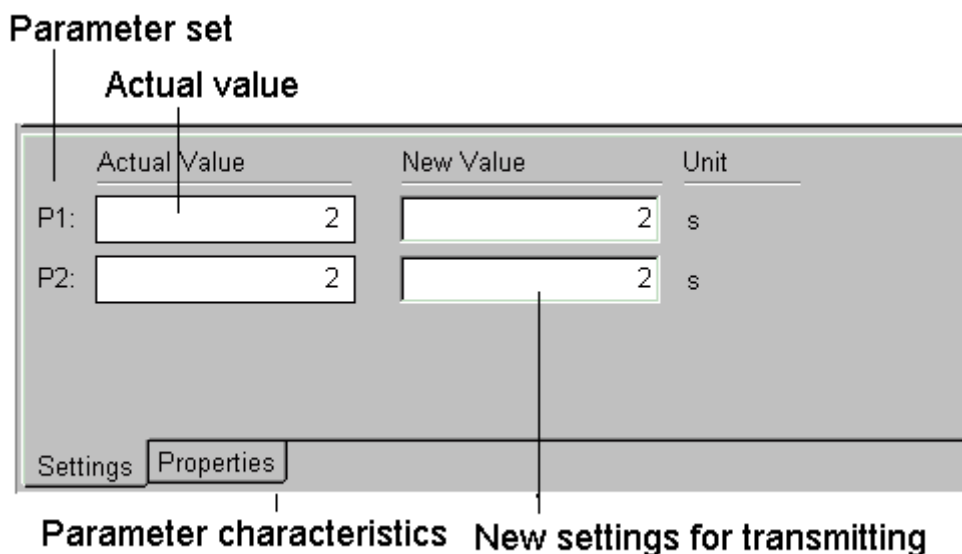 Parameter set
Actual value
Actual Value New Value Unit
P1: 2 2 s
P2: 2 2 s
Settings Properties
Parameter characteristics New settings for transmitting